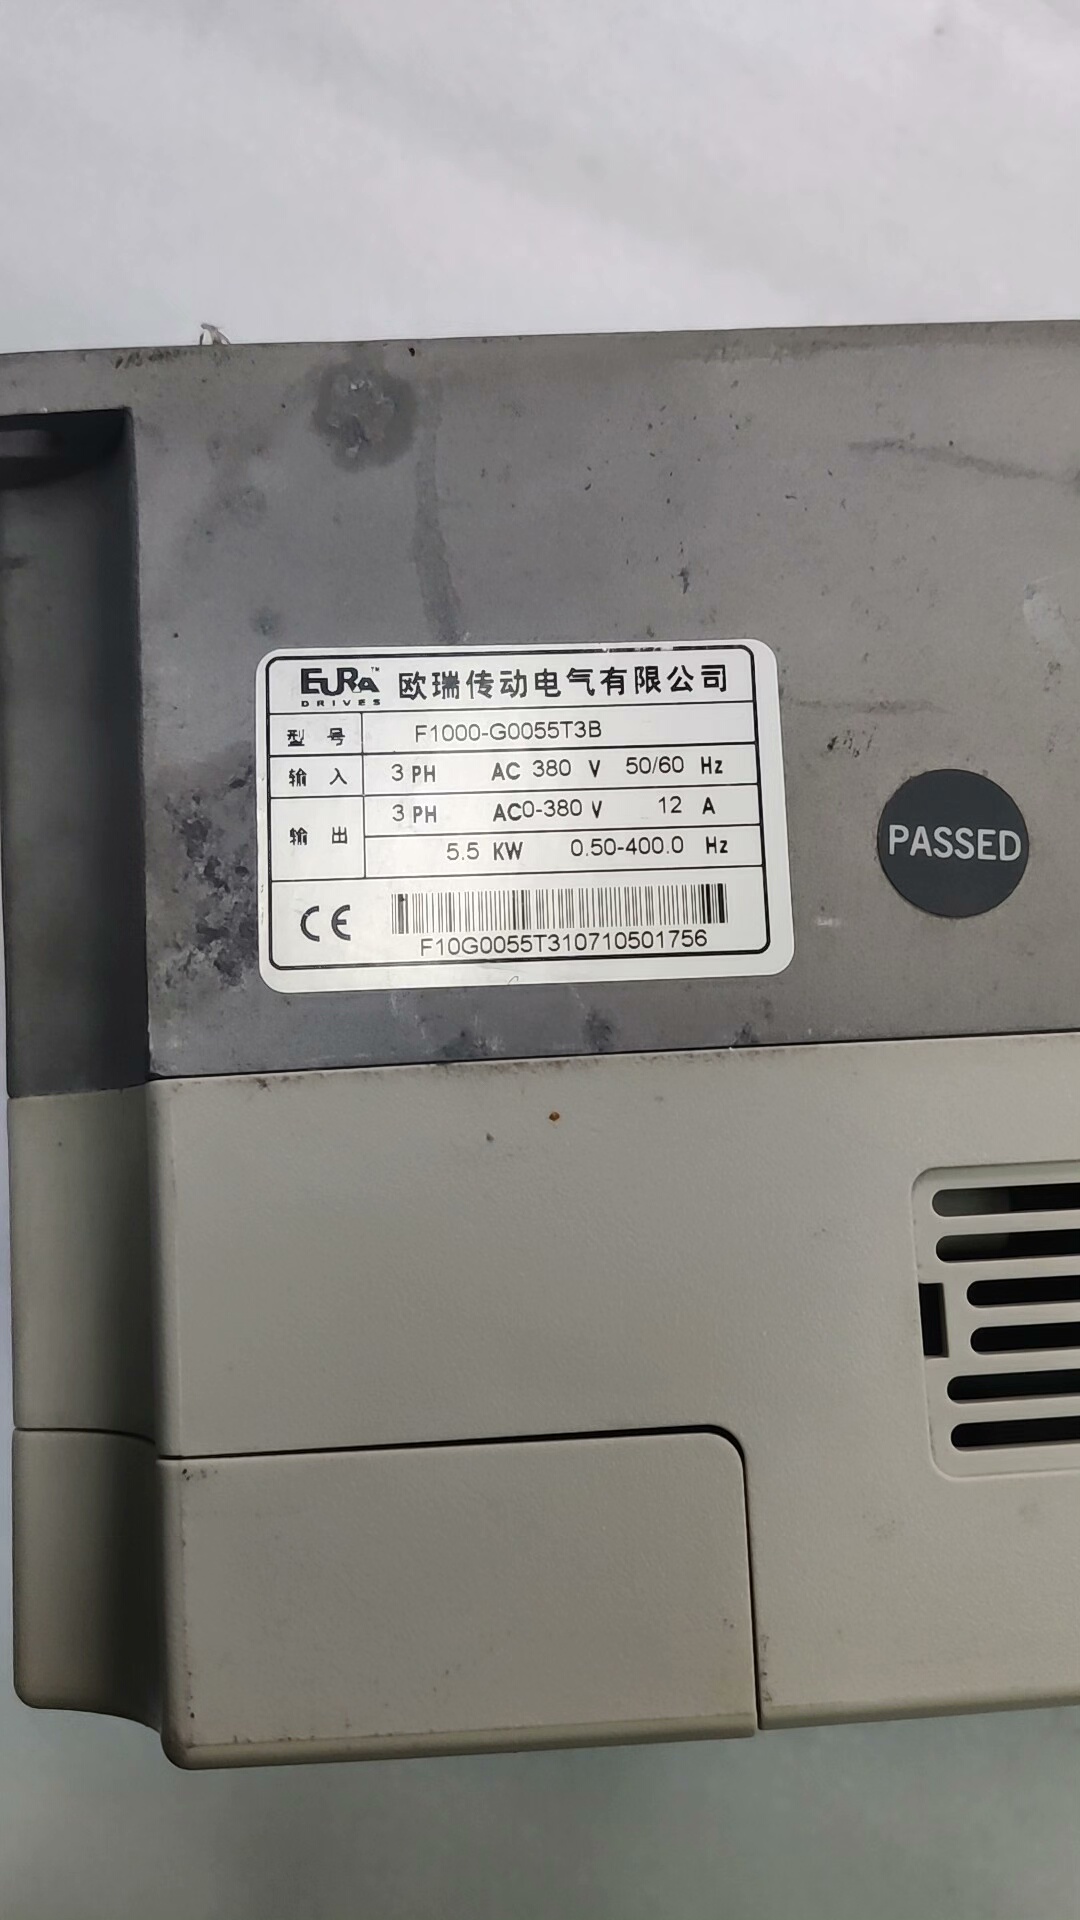 EURA™ DRIVES 欧瑞传动电气有限公司
型号 F1000-G0055T3B
输入 3 PH AC 380 V 50/60 Hz
输出 3 PH AC0-380 V 12 A
5.5 KW 0.50-400.0 Hz
CE
F10G0055T310710501756
PASSED